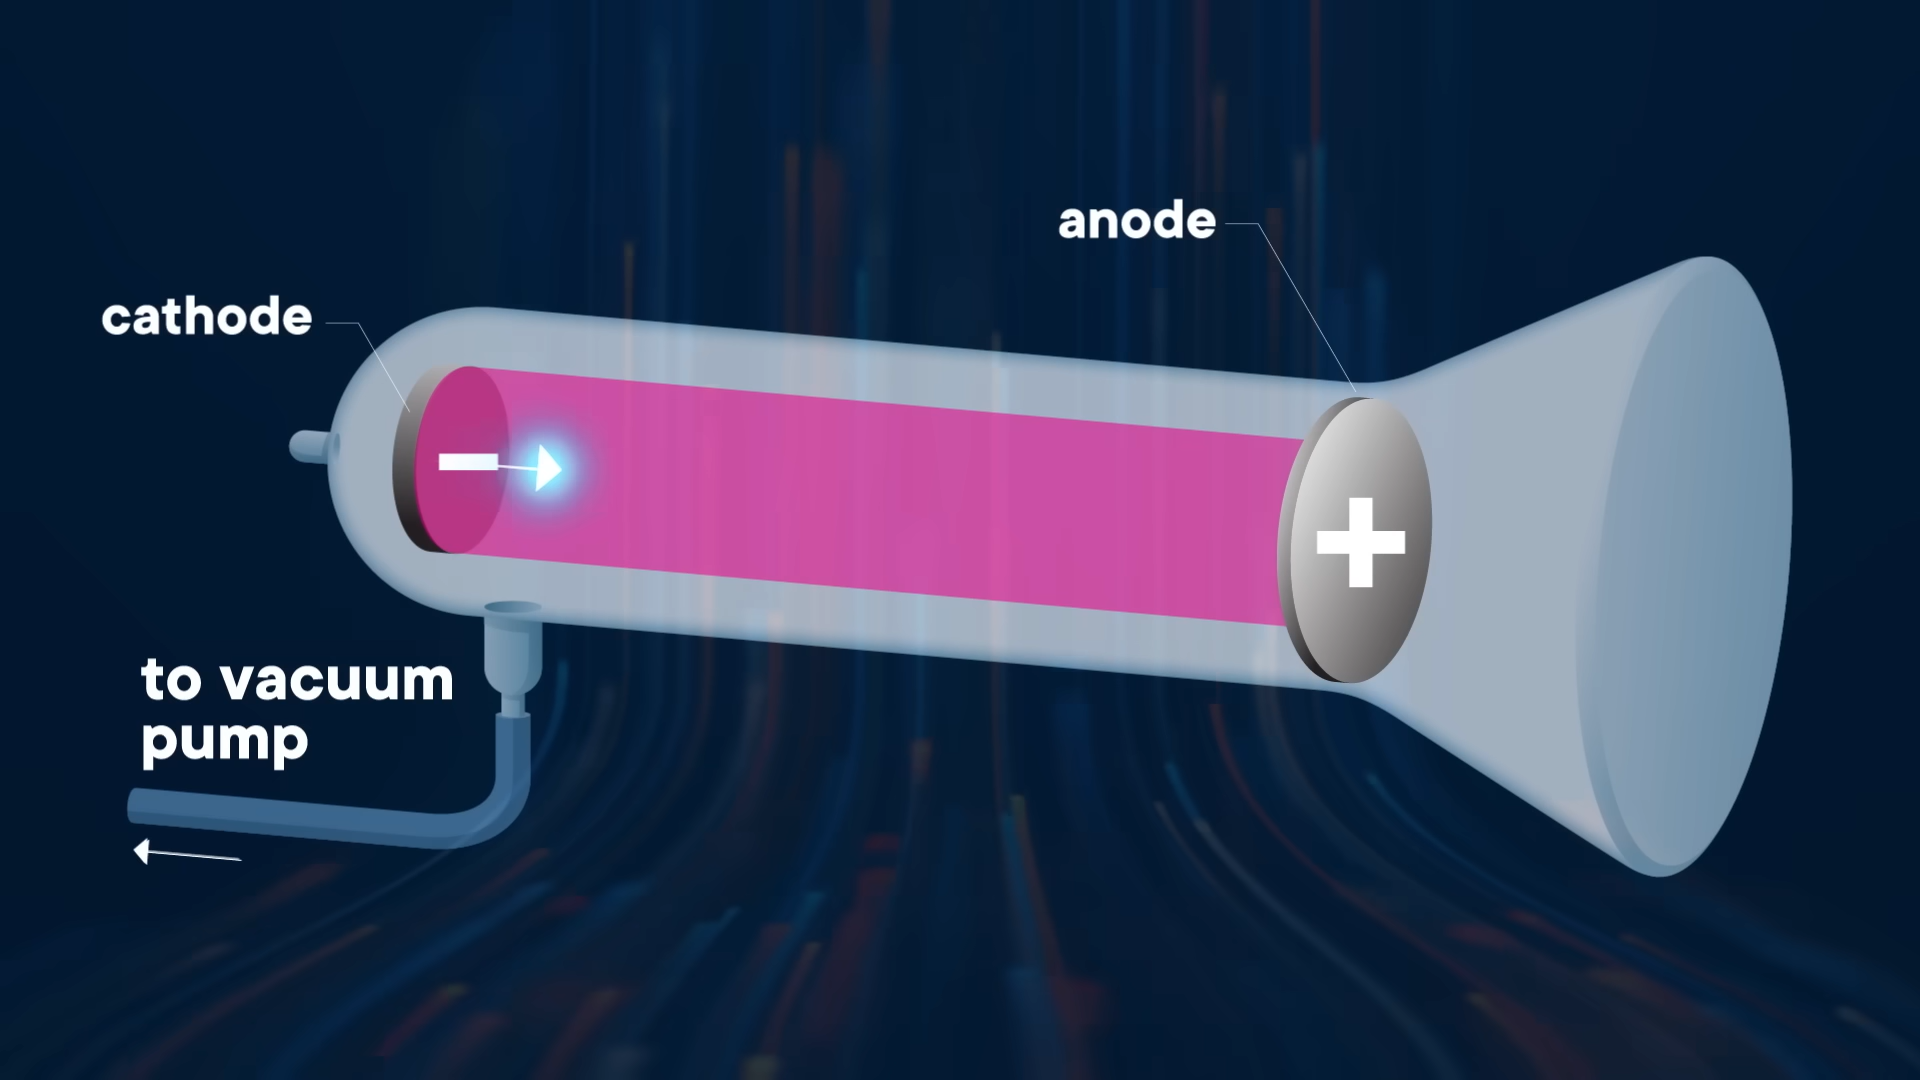 anode
cathode
−
+
to vacuum
pump